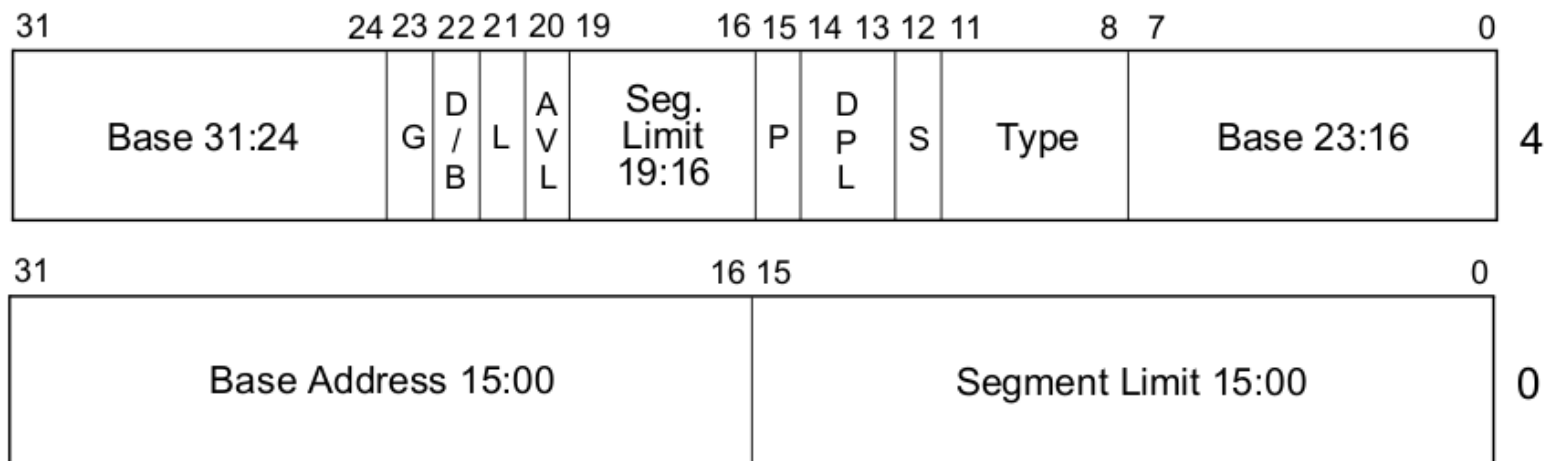 31 24 23 22 21 20 19 16 15 14 13 12 11 8 7 0
Base 31:24 G D/B L AVL Seg. Limit 19:16 P DPL S Type Base 23:16 4
31 16 15 0
Base Address 15:00 Segment Limit 15:00 0